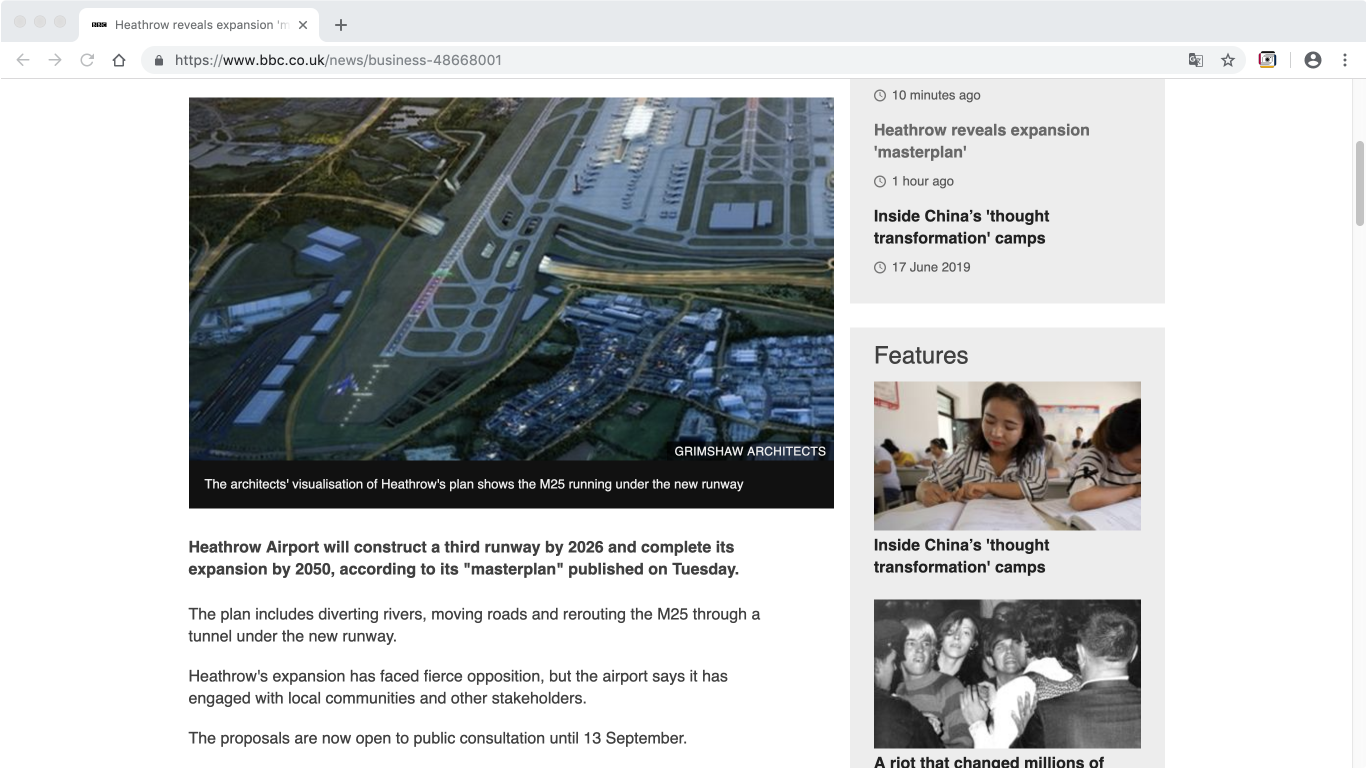 BBC
Heathrow reveals expansion 'm
https://www.bbc.co.uk/news/business-48668001
GRIMSHAW ARCHITECTS
The architects' visualisation of Heathrow's plan shows the M25 running under the new runway
Heathrow Airport will construct a third runway by 2026 and complete its
expansion by 2050, according to its "masterplan" published on Tuesday.
The plan includes diverting rivers, moving roads and rerouting the M25 through a
tunnel under the new runway.
Heathrow's expansion has faced fierce opposition, but the airport says it has
engaged with local communities and other stakeholders.
The proposals are now open to public consultation until 13 September.
10 minutes ago
Heathrow reveals expansion
'masterplan'
1 hour ago
Inside China’s 'thought
transformation' camps
17 June 2019
Features
Inside China’s 'thought
transformation' camps
A riot that changed millions of